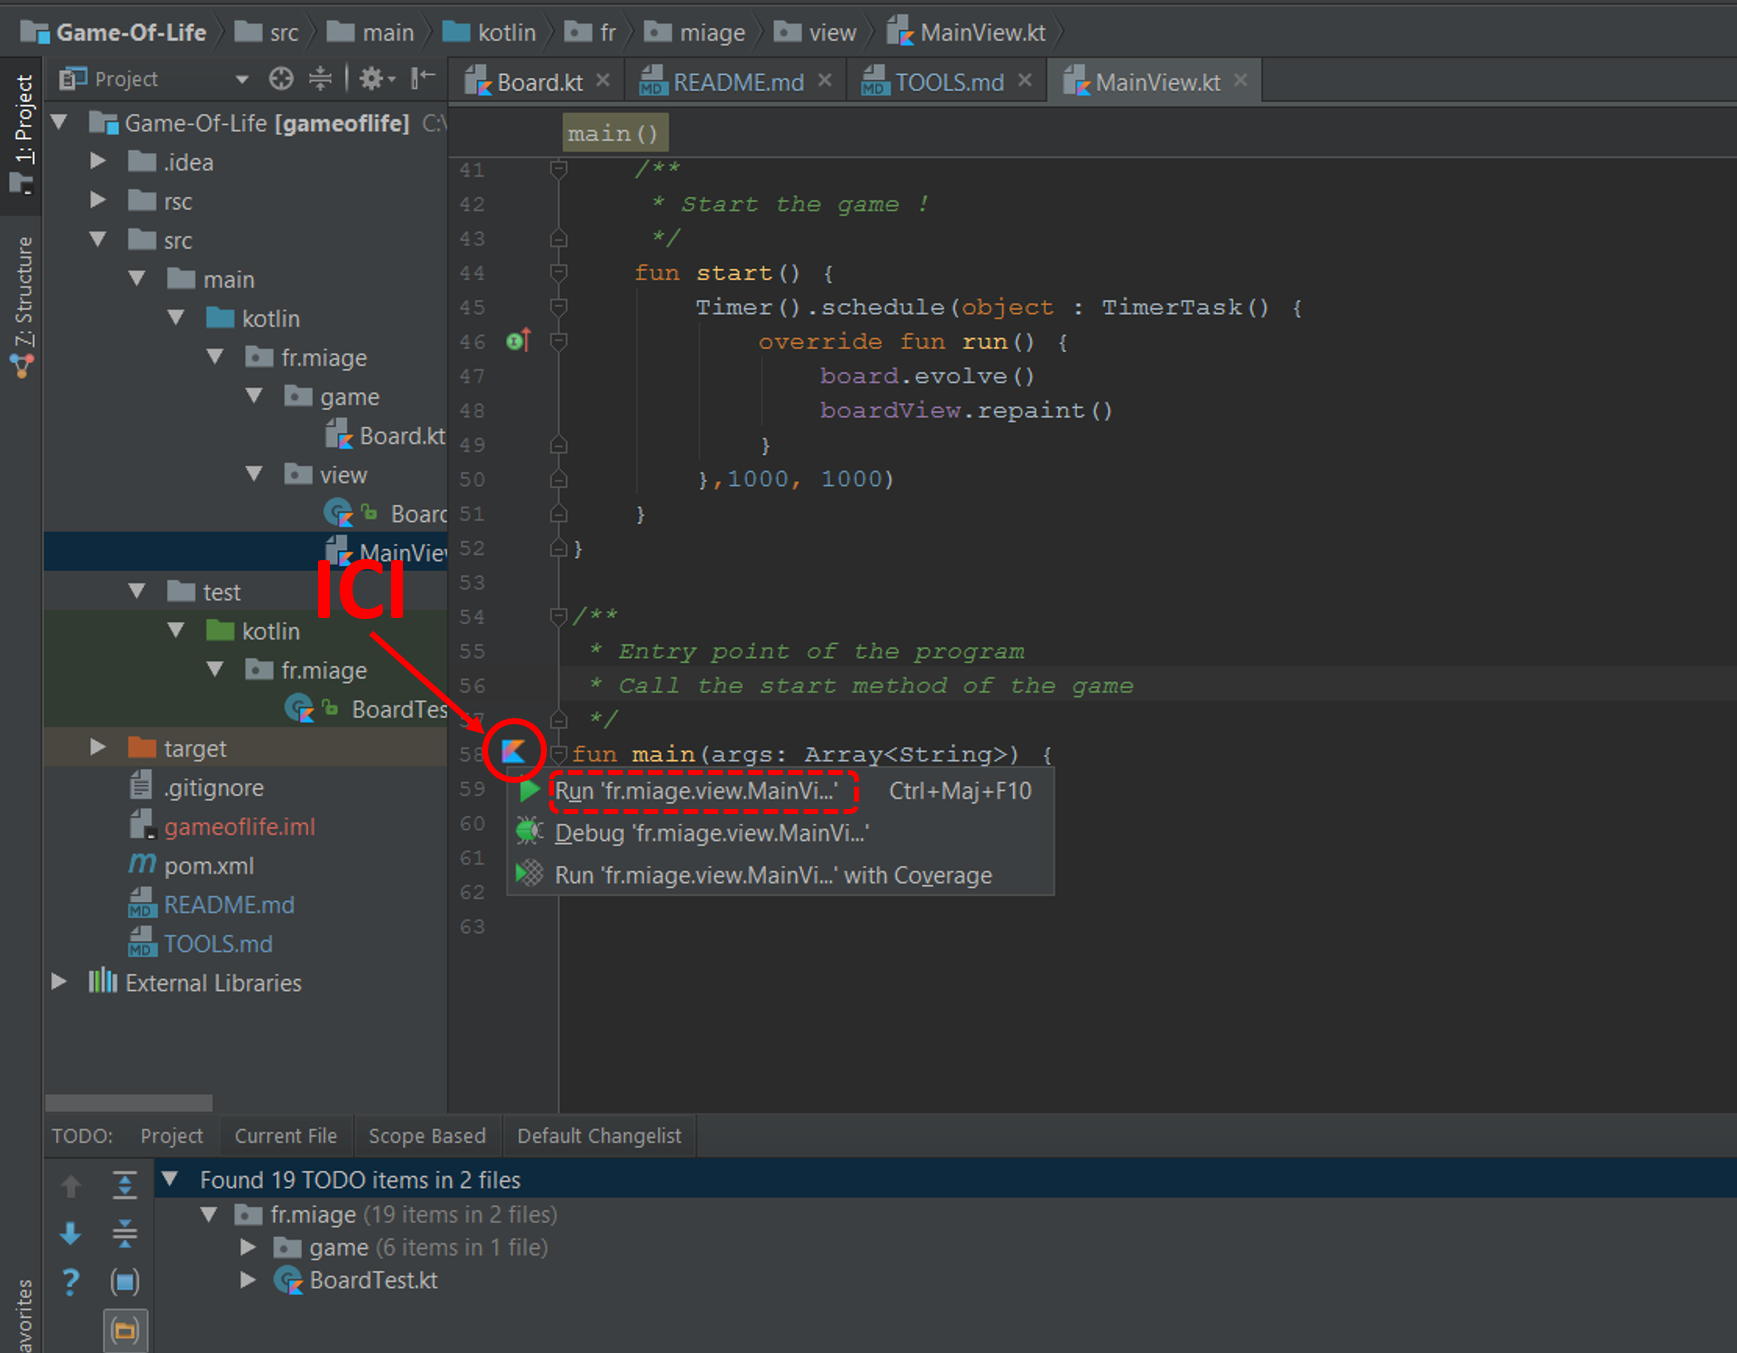 Game-Of-Life src main kotlin fr miage view MainView.kt
1: Project
7: Structure
avorites
Project
Game-Of-Life [gameoflife] C:\
.idea
rsc
src
main
kotlin
fr.miage
game
Board.kt
view
Board
MainView
test
kotlin
fr.miage
BoardTes
target
.gitignore
gameoflife.iml
pom.xml
README.md
TOOLS.md
External Libraries
ICI
Board.kt README.md TOOLS.md MainView.kt
main()
41 /**
42 * Start the game !
43 */
44 fun start() {
45 Timer().schedule(object : TimerTask() {
46 override fun run() {
47 board.evolve()
48 boardView.repaint()
49 }
50 },1000, 1000)
51 }
52 }
53
54 /**
55 * Entry point of the program
56 * Call the start method of the game
57 */
58 fun main(args: Array<String>) {
59 Run 'fr.miage.view.MainVi...' Ctrl+Maj+F10
60 Debug 'fr.miage.view.MainVi...'
61 Run 'fr.miage.view.MainVi...' with Coverage
62
63
TODO: Project Current File Scope Based Default Changelist
Found 19 TODO items in 2 files
fr.miage (19 items in 2 files)
game (6 items in 1 file)
BoardTest.kt